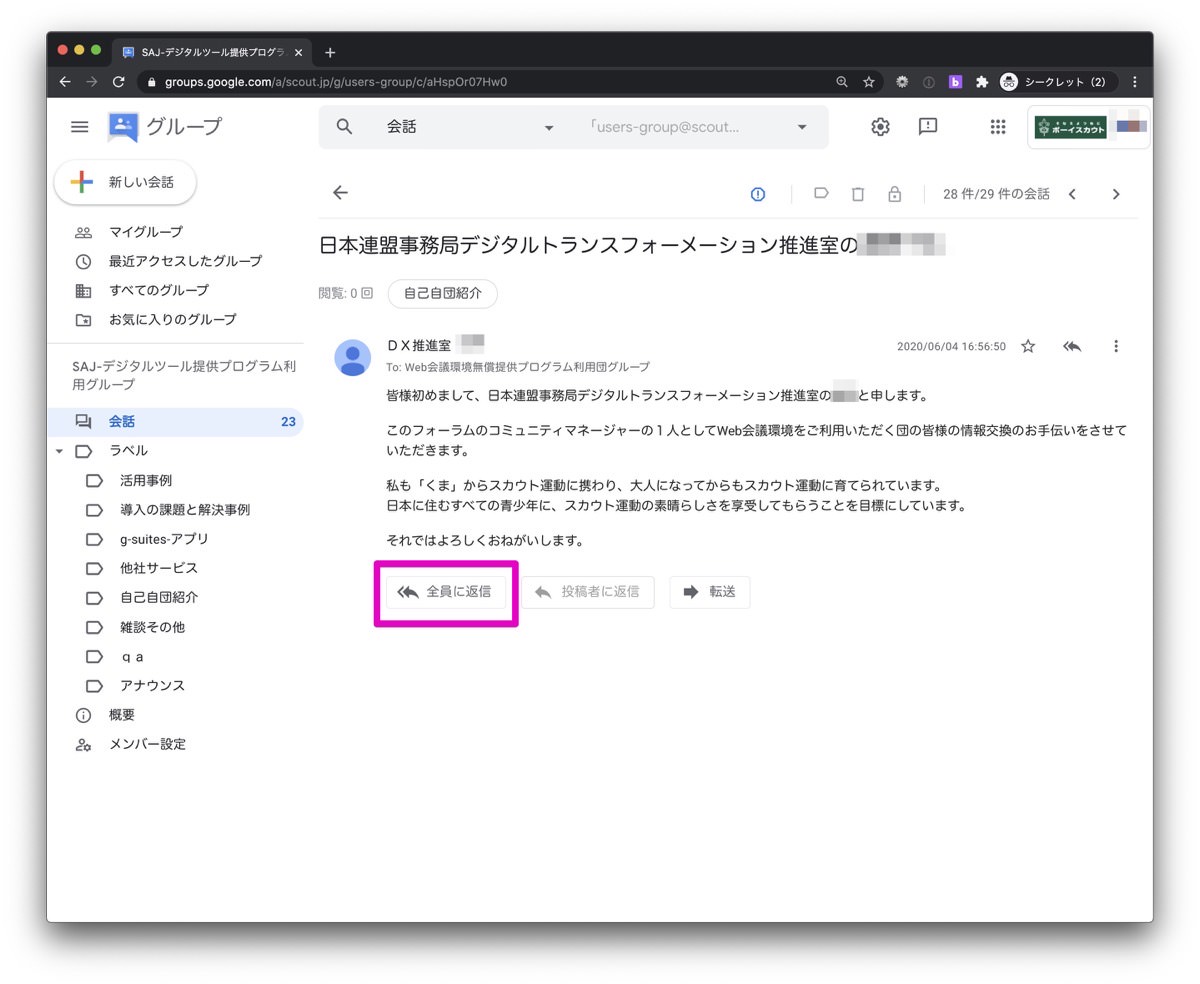 SAJ-デジタルツール提供プログラ
groups.google.com/a/scout.jp/g/users-group/c/aHspOr07Hw0
シークレット (2)
グループ
会話
「users-group@scout...
ボーイスカウト
新しい会話
28 件/29 件の会話
マイグループ
最近アクセスしたグループ
すべてのグループ
お気に入りのグループ
SAJ-デジタルツール提供プログラム利
用グループ
会話 23
ラベル
活用事例
導入の課題と解決事例
g-suites-アプリ
他社サービス
自己自団紹介
雑談その他
ｑａ
アナウンス
概要
メンバー設定
日本連盟事務局デジタルトランスフォーメーション推進室の
閲覧: 0 回
自己自団紹介
ＤＸ推進室
2020/06/04 16:56:50
To: Web会議環境無償提供プログラム利用団グループ
皆様初めまして、日本連盟事務局デジタルトランスフォーメーション推進室の と申します。
このフォーラムのコミュニティマネージャーの１人としてWeb会議環境をご利用いただく団の皆様の情報交換のお手伝いをさせて
いただきます。
私も「くま」からスカウト運動に携わり、大人になってからもスカウト運動に育てられています。
日本に住むすべての青少年に、スカウト運動の素晴らしさを享受してもらうことを目標にしています。
それではよろしくおねがいします。
全員に返信
投稿者に返信
転送